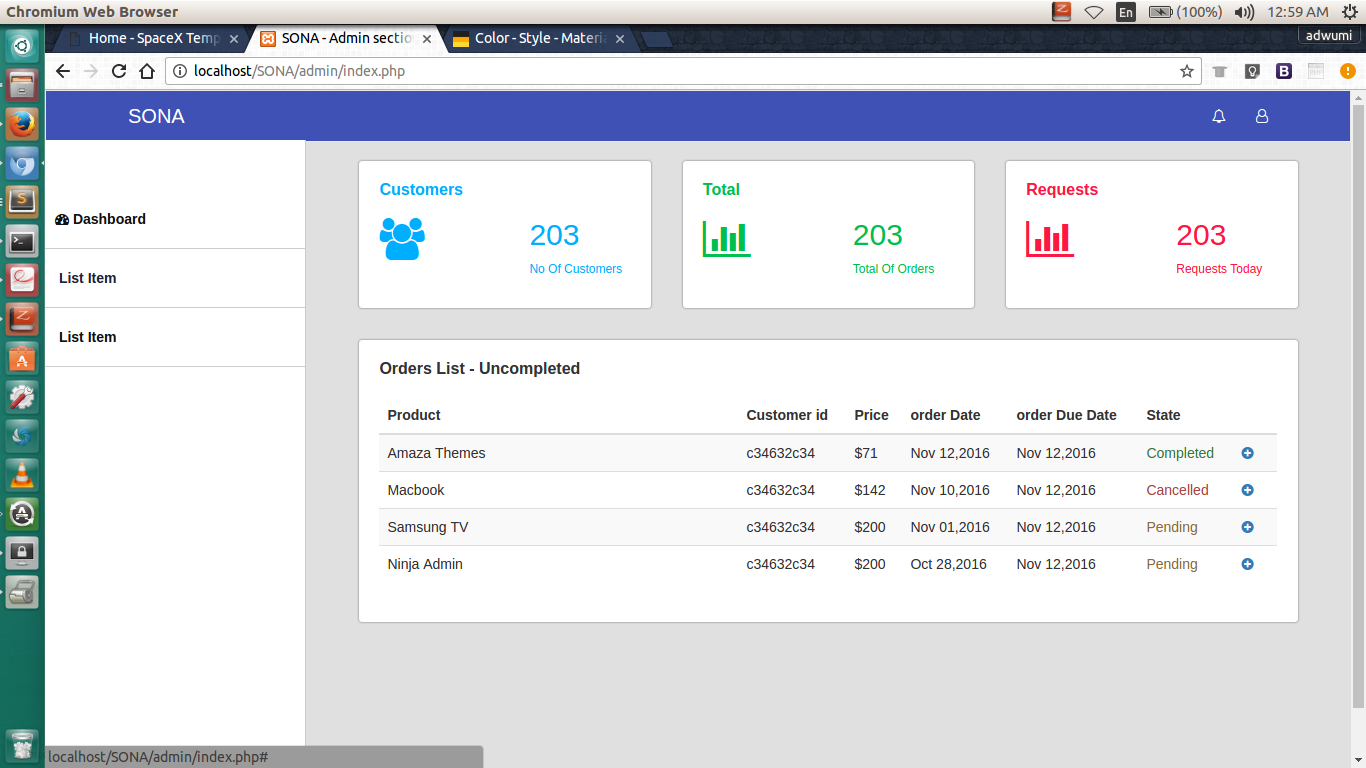 Chromium Web Browser
En
(100%)
12:59 AM
Home - SpaceX Temp
SONA - Admin sectio
Color - Style - Materia
adwumi
localhost/SONA/admin/index.php
B
SONA
Dashboard
List Item
List Item
Customers
203
No Of Customers
Total
203
Total Of Orders
Requests
203
Requests Today
Orders List - Uncompleted
Product Customer id Price order Date order Due Date State
Amaza Themes c34632c34 $71 Nov 12,2016 Nov 12,2016 Completed
Macbook c34632c34 $142 Nov 10,2016 Nov 12,2016 Cancelled
Samsung TV c34632c34 $200 Nov 01,2016 Nov 12,2016 Pending
Ninja Admin c34632c34 $200 Oct 28,2016 Nov 12,2016 Pending
localhost/SONA/admin/index.php#